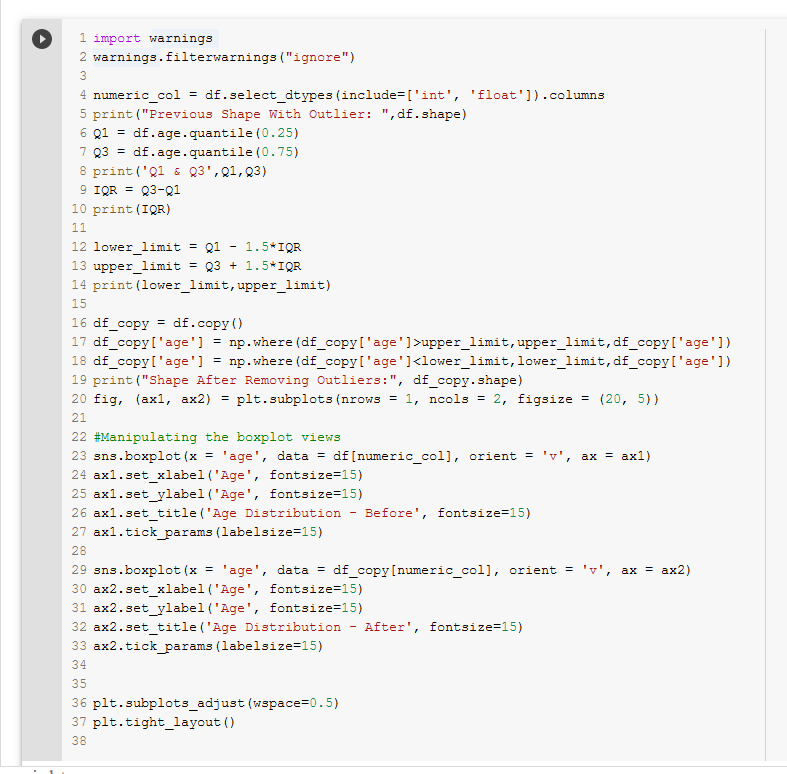 1 import warnings
2 warnings.filterwarnings("ignore")
3
4 numeric_col = df.select_dtypes(include=['int', 'float']).columns
5 print("Previous Shape With Outlier: ",df.shape)
6 Q1 = df.age.quantile(0.25)
7 Q3 = df.age.quantile(0.75)
8 print('Q1 & Q3',Q1,Q3)
9 IQR = Q3-Q1
10 print(IQR)
11
12 lower_limit = Q1 - 1.5*IQR
13 upper_limit = Q3 + 1.5*IQR
14 print(lower_limit,upper_limit)
15
16 df_copy = df.copy()
17 df_copy['age'] = np.where(df_copy['age']>upper_limit,upper_limit,df_copy['age'])
18 df_copy['age'] = np.where(df_copy['age']<lower_limit,lower_limit,df_copy['age'])
19 print("Shape After Removing Outliers:", df_copy.shape)
20 fig, (ax1, ax2) = plt.subplots(nrows = 1, ncols = 2, figsize = (20, 5))
21
22 #Manipulating the boxplot views
23 sns.boxplot(x = 'age', data = df[numeric_col], orient = 'v', ax = ax1)
24 ax1.set_xlabel('Age', fontsize=15)
25 ax1.set_ylabel('Age', fontsize=15)
26 ax1.set_title('Age Distribution - Before', fontsize=15)
27 ax1.tick_params(labelsize=15)
28
29 sns.boxplot(x = 'age', data = df_copy[numeric_col], orient = 'v', ax = ax2)
30 ax2.set_xlabel('Age', fontsize=15)
31 ax2.set_ylabel('Age', fontsize=15)
32 ax2.set_title('Age Distribution - After', fontsize=15)
33 ax2.tick_params(labelsize=15)
34
35
36 plt.subplots_adjust(wspace=0.5)
37 plt.tight_layout()
38